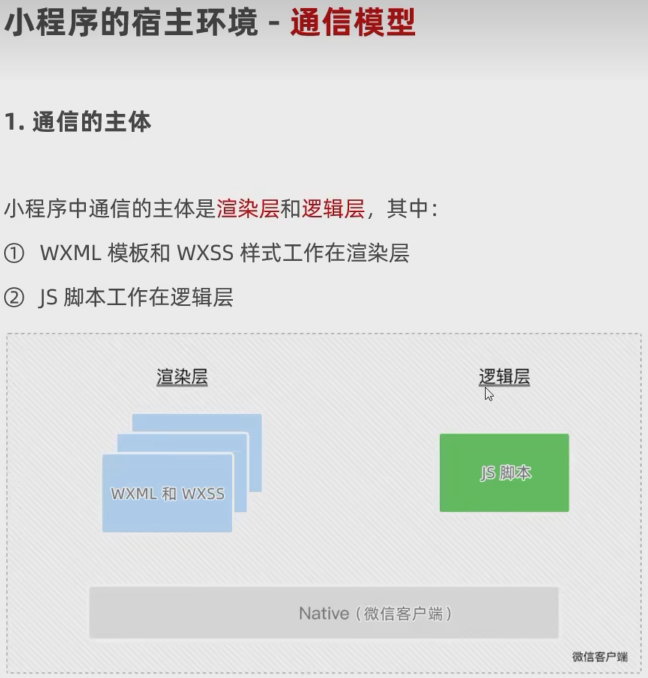 小程序的宿主环境 - 通信模型
1. 通信的主体
小程序中通信的主体是渲染层和逻辑层，其中：
① WXML 模板和 WXSS 样式工作在渲染层
② JS 脚本工作在逻辑层
渲染层
逻辑层
WXML 和 WXSS
JS 脚本
Native（微信客户端）
微信客户端